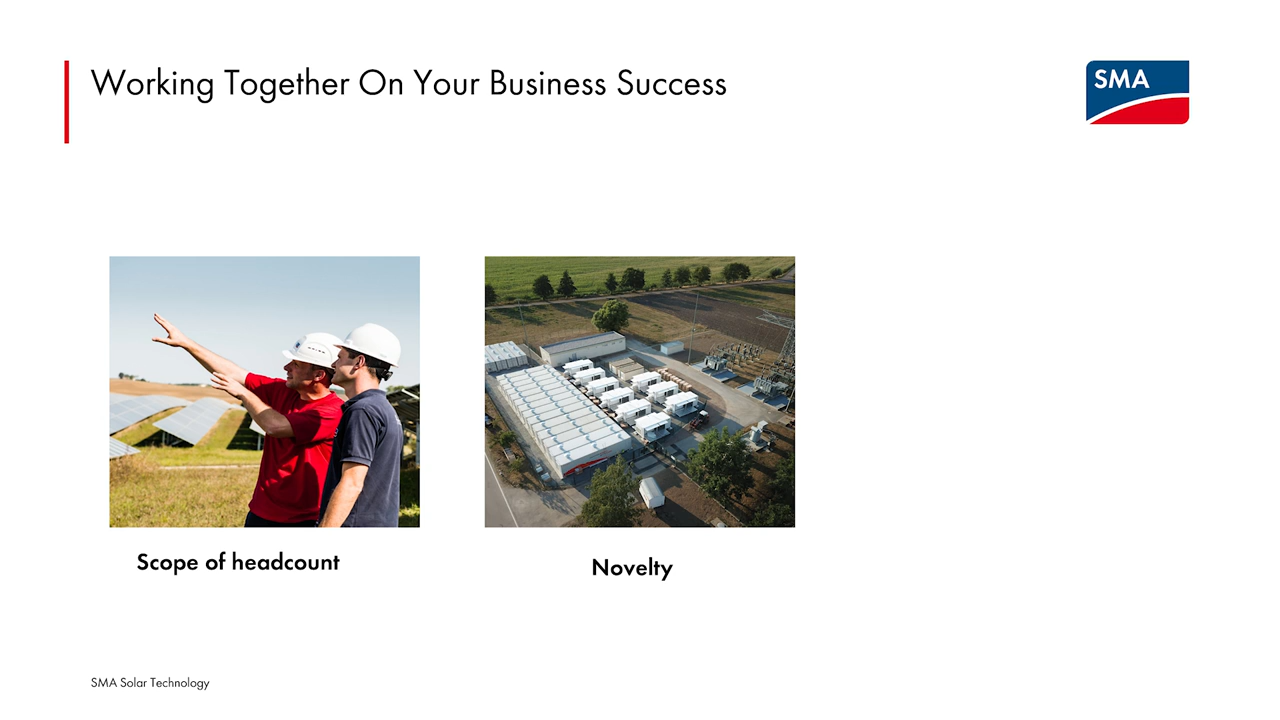 Working Together On Your Business Success
SMA
Scope of headcount
Novelty
SMA Solar Technology